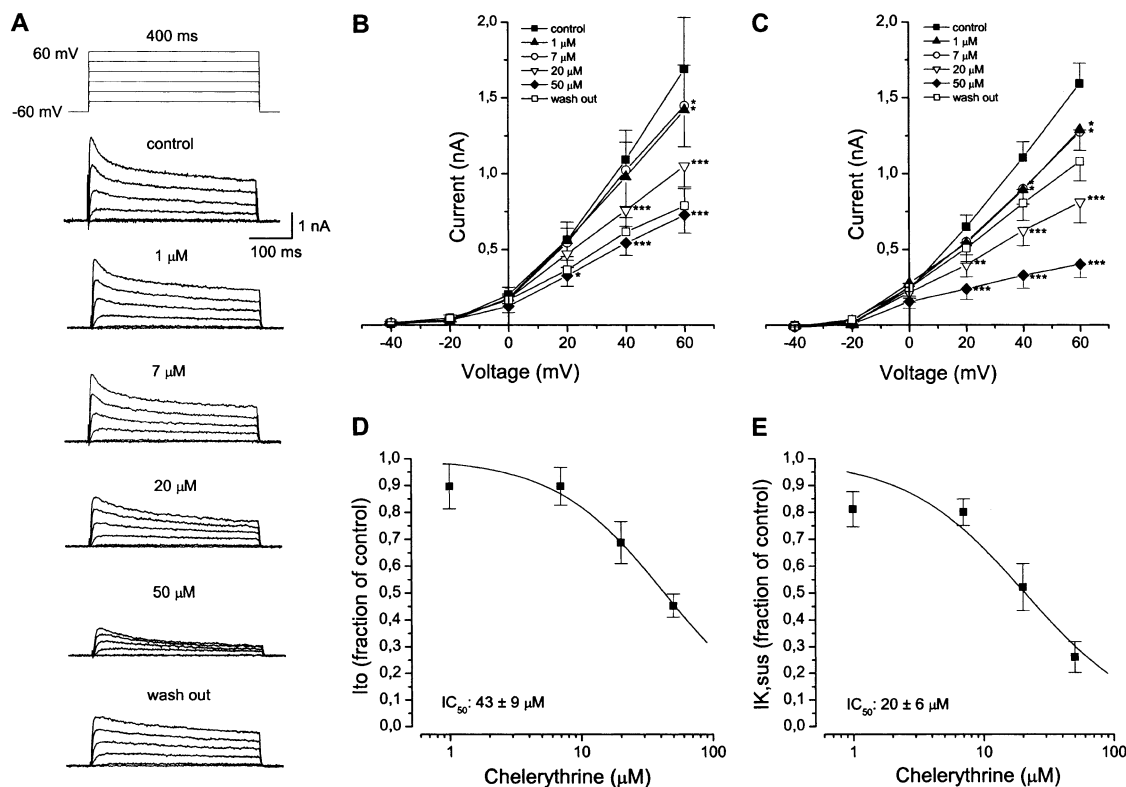 A
400 ms
60 mV
-60 mV
control
1 nA
100 ms
1 µM
7 µM
20 µM
50 µM
wash out
B
2,0
1,5
1,0
0,5
Current (nA)
control
1 µM
7 µM
20 µM
50 µM
wash out
*
*
***
***
***
***
*
-40 -20 0 20 40 60
Voltage (mV)
C
2,0
1,5
1,0
0,5
Current (nA)
control
1 µM
7 µM
20 µM
50 µM
wash out
*
*
*
*
***
***
**
***
***
***
-40 -20 0 20 40 60
Voltage (mV)
D
1,0
0,9
0,8
0,7
0,6
0,5
0,4
0,3
0,2
0,1
0,0
Ito (fraction of control)
IC50: 43 ± 9 µM
1 10 100
Chelerythrine (µM)
E
1,0
0,9
0,8
0,7
0,6
0,5
0,4
0,3
0,2
0,1
0,0
IK,sus (fraction of control)
IC50: 20 ± 6 µM
1 10 100
Chelerythrine (µM)